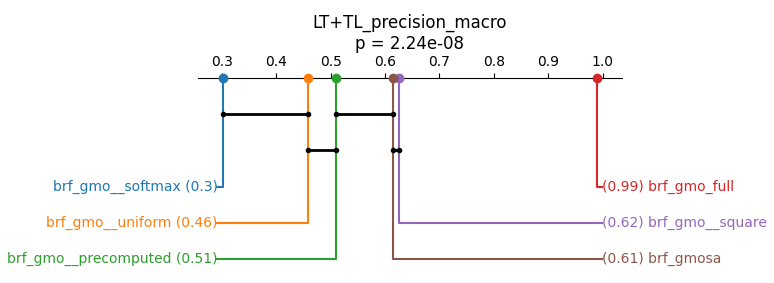 LT+TL_precision_macro
p = 2.24e-08
0.3 0.4 0.5 0.6 0.7 0.8 0.9 1.0
brf_gmo__softmax (0.3) (0.99) brf_gmo_full
brf_gmo__uniform (0.46) (0.62) brf_gmo__square
brf_gmo__precomputed (0.51) (0.61) brf_gmosa